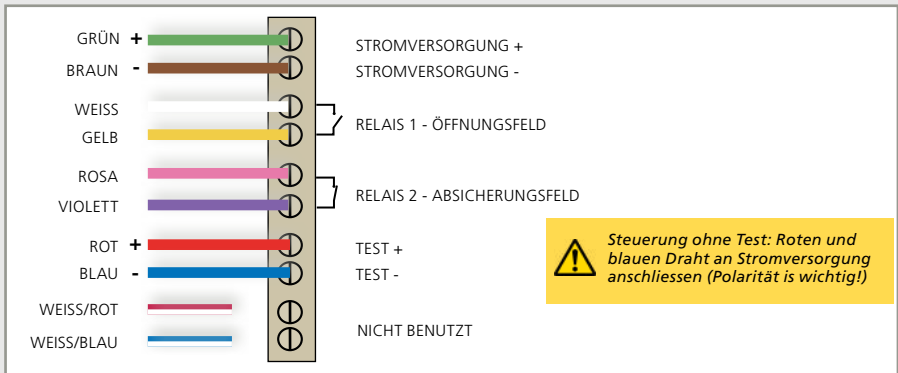 GRÜN +
STROMVERSORGUNG +
BRAUN -
STROMVERSORGUNG -
WEISS
RELAIS 1 - ÖFFNUNGSFELD
GELB
ROSA
RELAIS 2 - ABSICHERUNGSFELD
VIOLETT
ROT +
TEST +
BLAU -
TEST -
WEISS/ROT
NICHT BENUTZT
WEISS/BLAU
Steuerung ohne Test: Roten und
blauen Draht an Stromversorgung
anschliessen (Polarität is wichtig!)